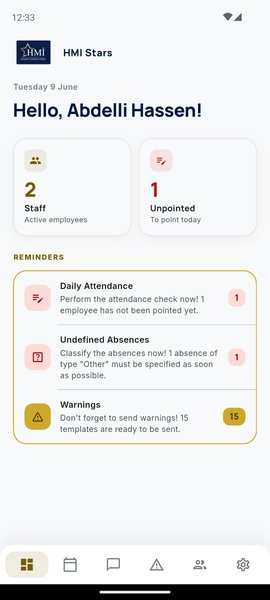 12:33
HMI
HMI Stars
Tuesday 9 June
Hello, Abdelli Hassen!
2
Staff
Active employees
1
Unpointed
To point today
REMINDERS
Daily Attendance
Perform the attendance check now! 1
employee has not been pointed yet.
1
Undefined Absences
Classify the absences now! 1 absence of
type "Other" must be specified as soon
as possible.
1
Warnings
Don't forget to send warnings! 15
templates are ready to be sent.
15